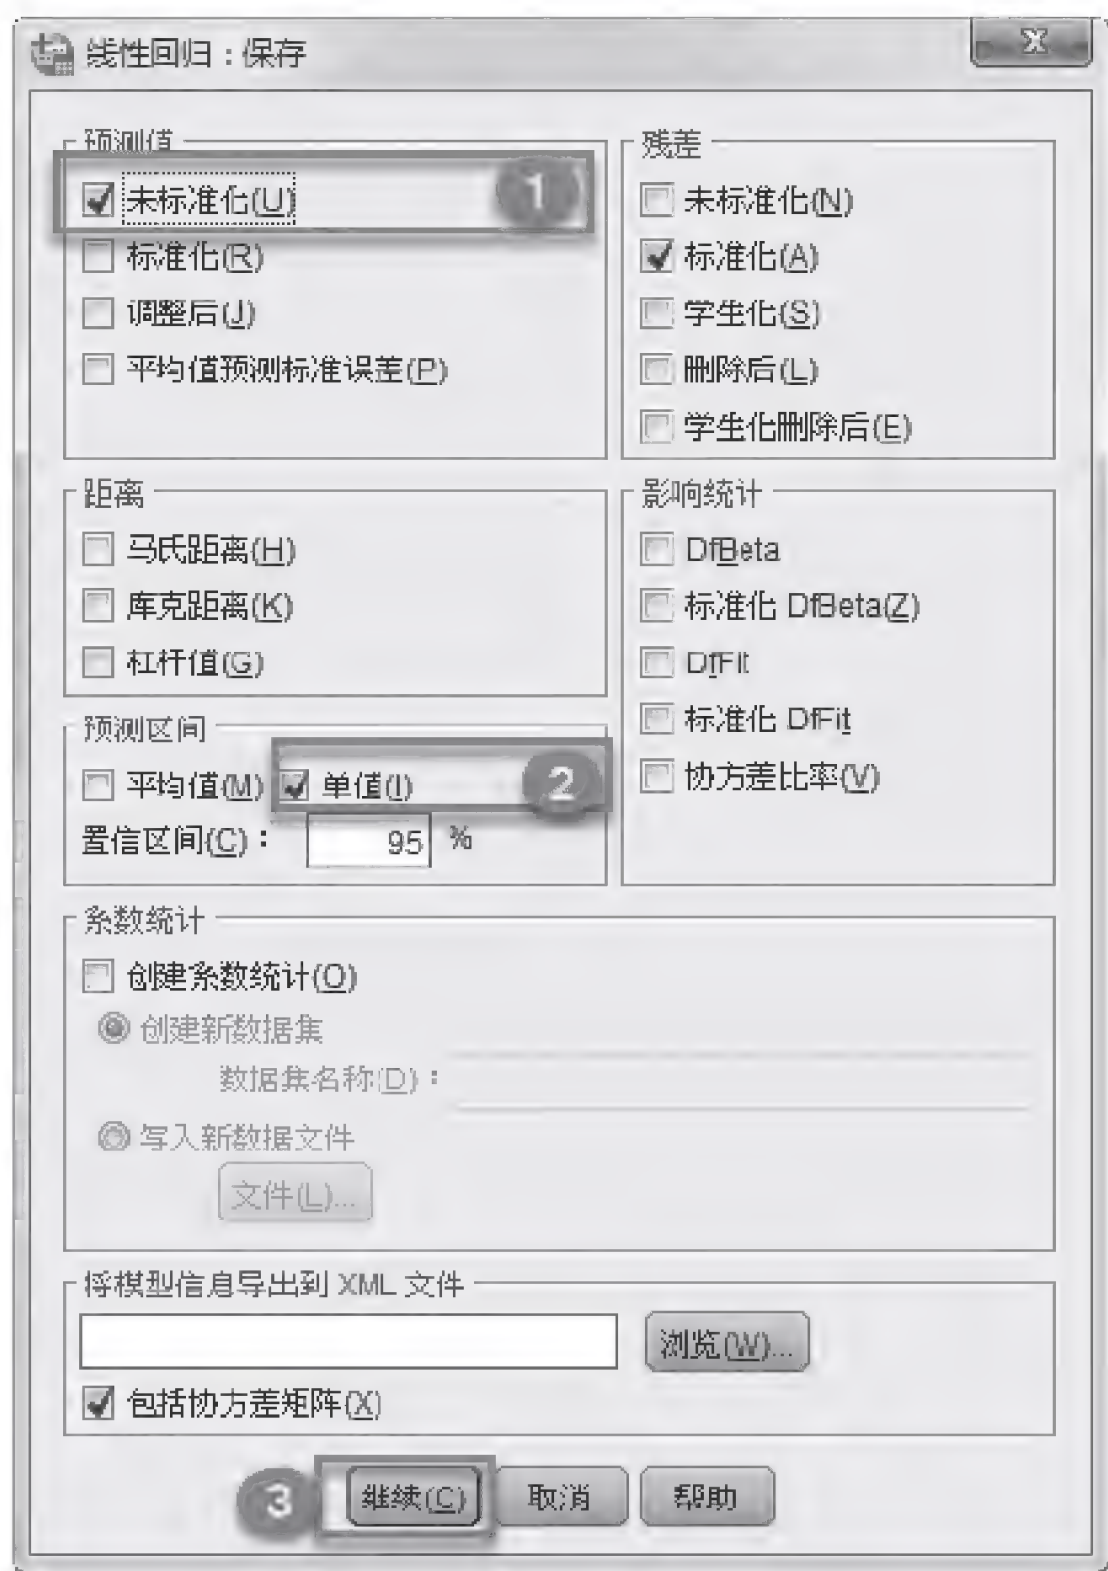 线性回归：保存
预测值
未标准化(U)
1
标准化(R)
调整后(J)
平均值预测标准误差(P)
残差
未标准化(N)
标准化(A)
学生化(S)
删除后(L)
学生化删除后(E)
距离
马氏距离(H)
库克距离(K)
杠杆值(G)
影响统计
DfBeta
标准化 DfBeta(Z)
DfFit
标准化 DfFit
协方差比率(V)
预测区间
平均值(M) 单值(I)
2
置信区间(C)： 95 %
系数统计
创建系数统计(O)
创建新数据集
数据集名称(D)：
写入新数据文件
文件(L)...
将模型信息导出到 XML 文件
浏览(W)...
包括协方差矩阵(X)
3 继续(C) 取消 帮助